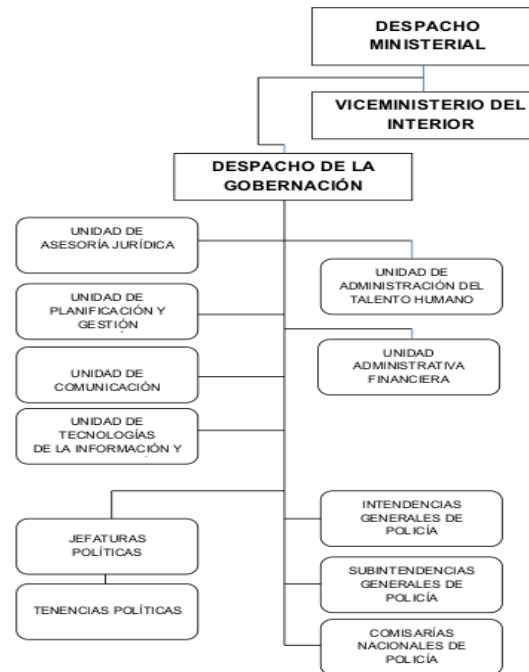 DESPACHO
MINISTERIAL
VICEMINISTERIO DEL
INTERIOR
DESPACHO DE LA
GOBERNACIÓN
UNIDAD DE
ASESORÍA JURÍDICA
UNIDAD DE
ADMINISTRACIÓN DEL
TALENTO HUMANO
UNIDAD DE
PLANIFICACIÓN Y
GESTIÓN
UNIDAD
ADMINISTRATIVA
FINANCIERA
UNIDAD DE
COMUNICACIÓN
UNIDAD DE
TECNOLOGÍAS
DE LA INFORMACIÓN Y
JEFATURAS
POLÍTICAS
TENENCIAS POLÍTICAS
INTENDENCIAS
GENERALES DE
POLICÍA
SUBINTENDENCIAS
GENERALES DE
POLICÍA
COMISARÍAS
NACIONALES DE
POLICÍA